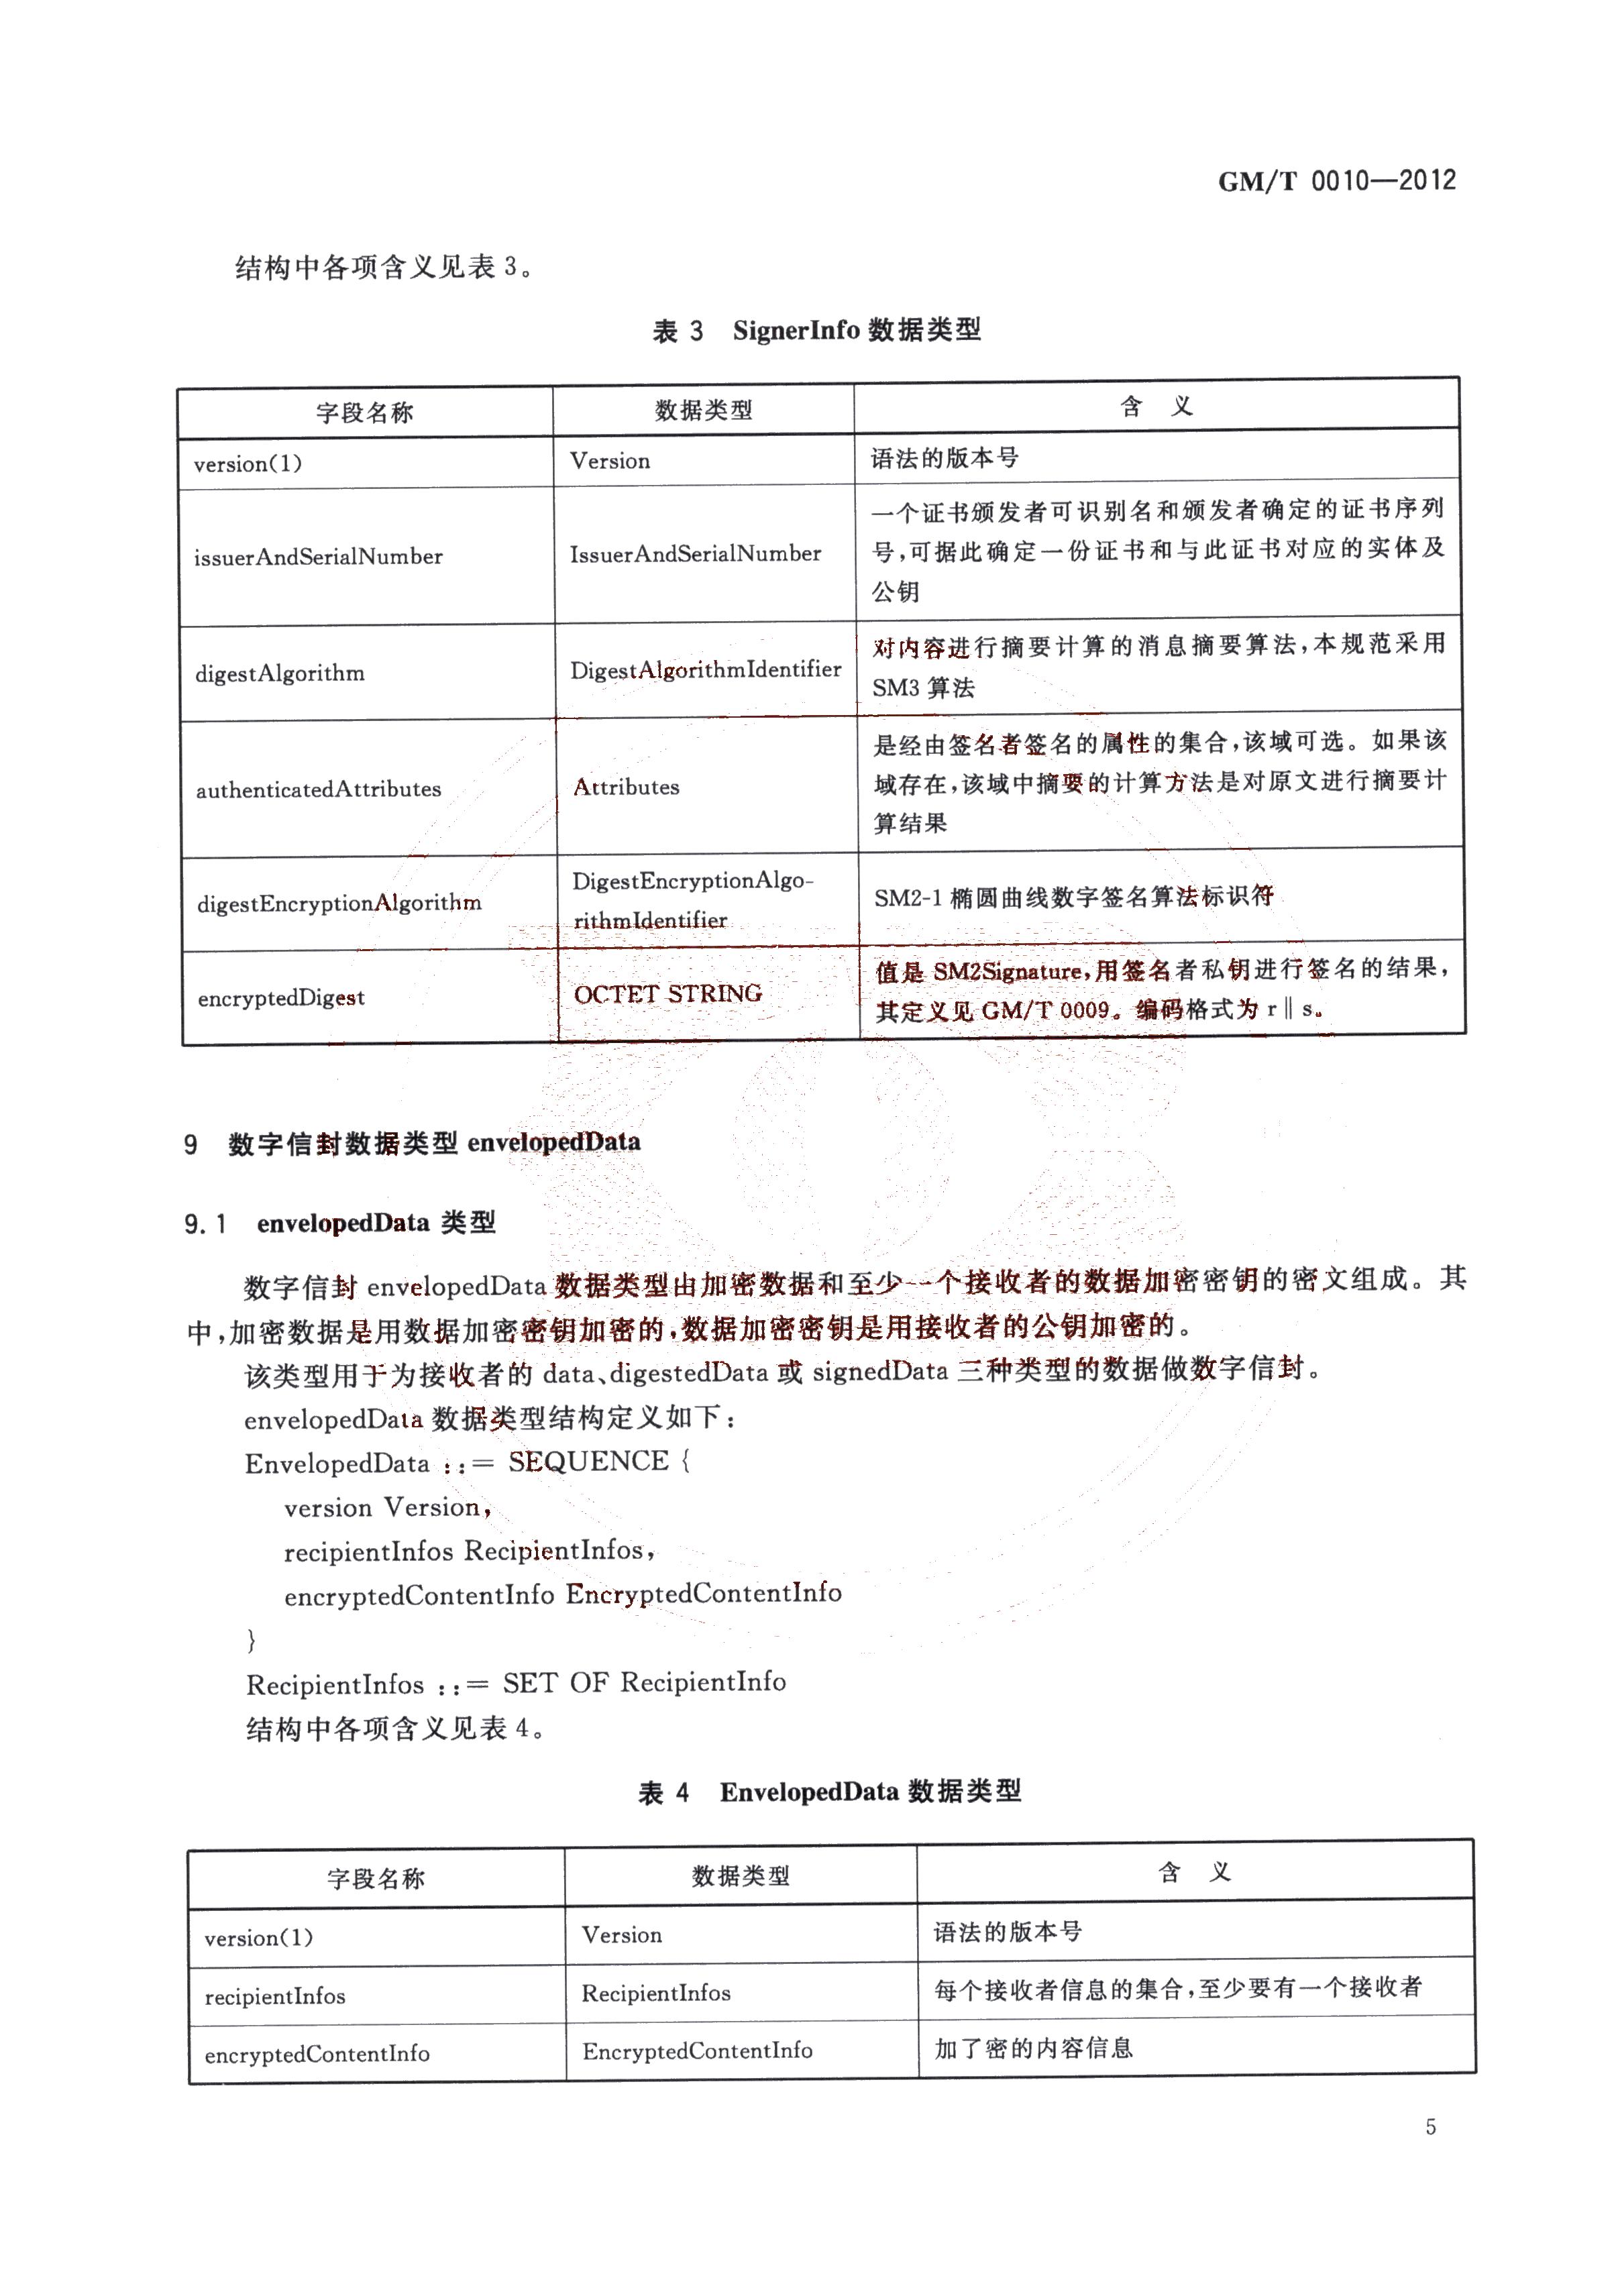 GM/T 0010—2012
结构中各项含义见表 3。
表 3 SignerInfo 数据类型
字段名称 数据类型 含 义
version(1) Version 语法的版本号
issuerAndSerialNumber IssuerAndSerialNumber 一个证书颁发者可识别名和颁发者确定的证书序列
号,可据此确定一份证书和与此证书对应的实体及
公钥
digestAlgorithm DigestAlgorithmIdentifier 对内容进行摘要计算的消息摘要算法,本规范采用
SM3 算法
authenticatedAttributes Attributes 是经由签名者签名的属性的集合,该域可选。如果该
域存在,该域中摘要的计算方法是对原文进行摘要计
算结果
digestEncryptionAlgorithm DigestEncryptionAlgo-
rithmIdentifier SM2-1 椭圆曲线数字签名算法标识符
encryptedDigest OCTET STRING 值是 SM2Signature,用签名者私钥进行签名的结果,
其定义见 GM/T 0009。编码格式为 r‖s。
9 数字信封数据类型 envelopedData
9.1 envelopedData 类型
数字信封 envelopedData 数据类型由加密数据和至少一个接收者的数据加密密钥的密文组成。其
中,加密数据是用数据加密密钥加密的,数据加密密钥是用接收者的公钥加密的。
该类型用于为接收者的 data、digestedData 或 signedData 三种类型的数据做数字信封。
envelopedData 数据类型结构定义如下:
EnvelopedData ::= SEQUENCE {
version Version,
recipientInfos RecipientInfos,
encryptedContentInfo EncryptedContentInfo
}
RecipientInfos ::= SET OF RecipientInfo
结构中各项含义见表 4。
表 4 EnvelopedData 数据类型
字段名称 数据类型 含 义
version(1) Version 语法的版本号
recipientInfos RecipientInfos 每个接收者信息的集合,至少要有一个接收者
encryptedContentInfo EncryptedContentInfo 加了密的内容信息
5